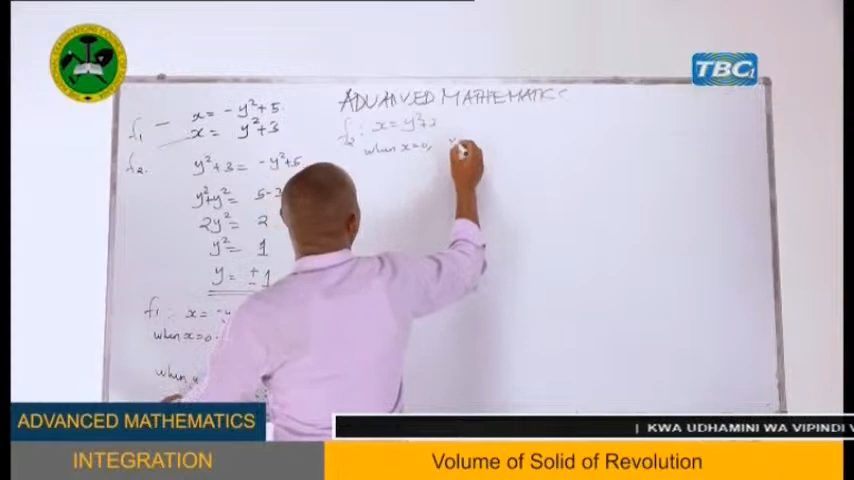 TBC1
ADVANCED MATHEMATICS
f1 - x = -y²+5
x = y²+3
f2.
y²+3 = -y²+5
y²+y² = 5-3
2y² = 2
y² = 1
y = ±1
f1: x = -y
when x=0
when
f2: x = y²+3
when x=0,
ADVANCED MATHEMATICS
| KWA UDHAMINI WA VIPINDI
INTEGRATION
Volume of Solid of Revolution